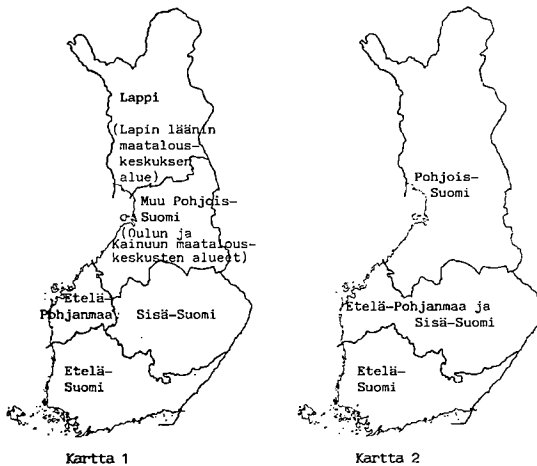 Lappi
(Lapin läänin
maatalous-
keskuksen
alue)
Muu Pohjois-
Suomi
(Oulun ja
Kainuun maatalous-
keskusten alueet)
Etelä-
Pohjanmaa
Sisä-Suomi
Etelä-
Suomi
Kartta 1
Pohjois-
Suomi
Etelä-Pohjanmaa ja
Sisä-Suomi
Etelä-
Suomi
Kartta 2